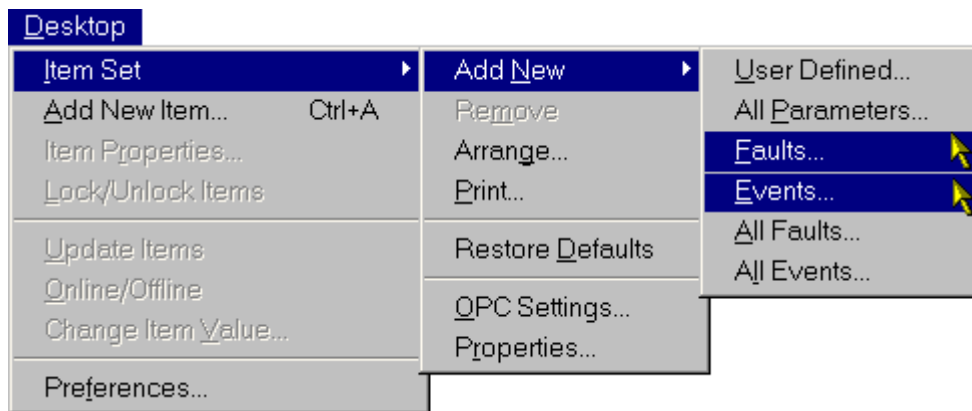 Desktop
Item Set
Add New Item... Ctrl+A
Item Properties...
Lock/Unlock Items
Update Items
Online/Offline
Change Item Value...
Preferences...
Add New
Remove
Arrange...
Print...
Restore Defaults
OPC Settings...
Properties...
User Defined...
All Parameters...
Faults...
Events...
All Faults...
All Events...